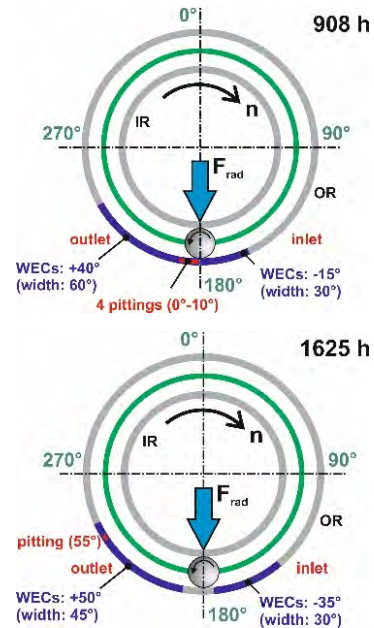 0°
908 h
IR
n
270°
90°
F rad
OR
outlet
inlet
WECs: +40°
(width: 60°)
WECs: -15°
(width: 30°)
180°
4 pittings (0°-10°)
0°
1625 h
IR
n
270°
90°
F rad
OR
pitting (55°)
outlet
inlet
WECs: +50°
(width: 45°)
WECs: -35°
(width: 30°)
180°